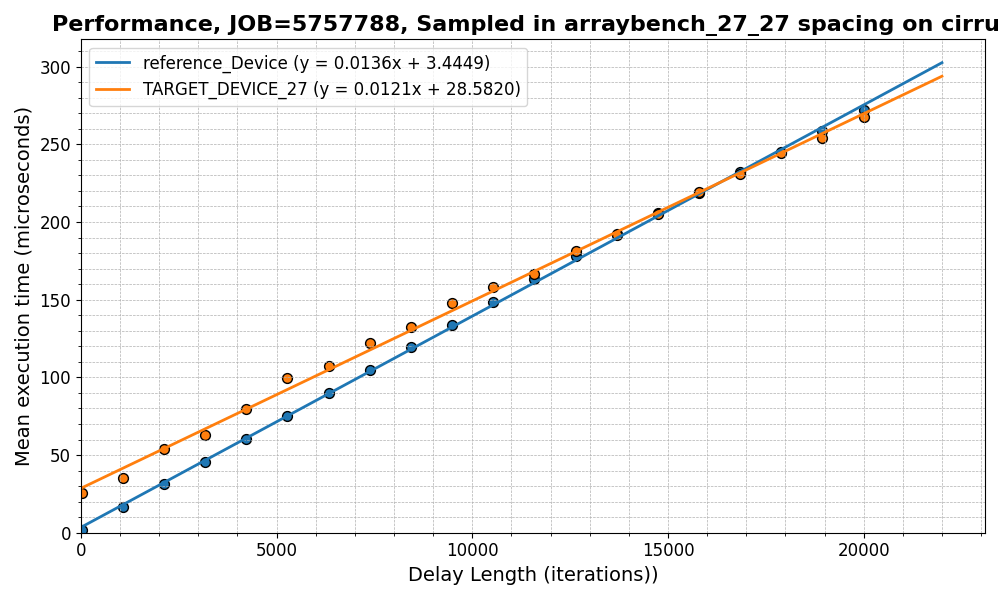 Performance, JOB=5757788, Sampled in arraybench_27_27 spacing on cirru
reference_Device (y = 0.0136x + 3.4449)
TARGET_DEVICE_27 (y = 0.0121x + 28.5820)
Mean execution time (microseconds)
300
250
200
150
100
50
0
0 5000 10000 15000 20000
Delay Length (iterations))